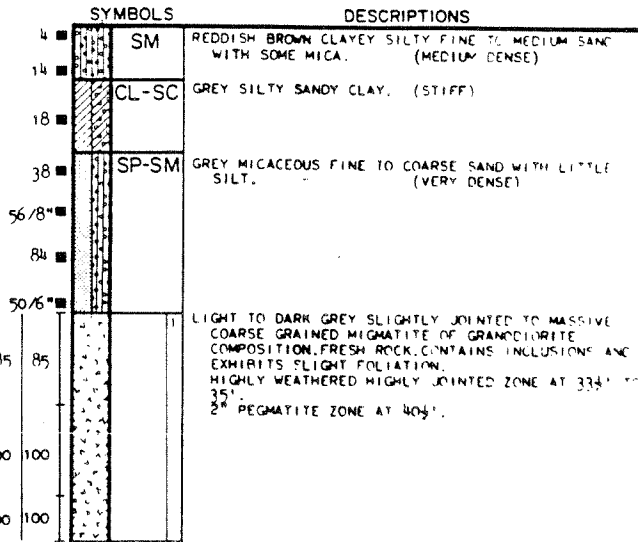 SYMBOLS DESCRIPTIONS
4 SM REDDISH BROWN CLAYEY SILTY FINE TO MEDIUM SAND
14 WITH SOME MICA. (MEDIUM DENSE)
CL-SC GREY SILTY SANDY CLAY. (STIFF)
18
38 SP-SM GREY MICACEOUS FINE TO COARSE SAND WITH LITTLE
SILT. (VERY DENSE)
56/8"
84
50/6"
1 LIGHT TO DARK GREY SLIGHTLY JOINTED TO MASSIVE
COARSE GRAINED MIGMATITE OF GRANODIORITE
85 COMPOSITION. FRESH ROCK. CONTAINS INCLUSIONS AND
EXHIBITS SLIGHT FOLIATION.
HIGHLY WEATHERED HIGHLY JOINTED ZONE AT 33½' TO
35'.
2" PEGMATITE ZONE AT 40½'.
100
100